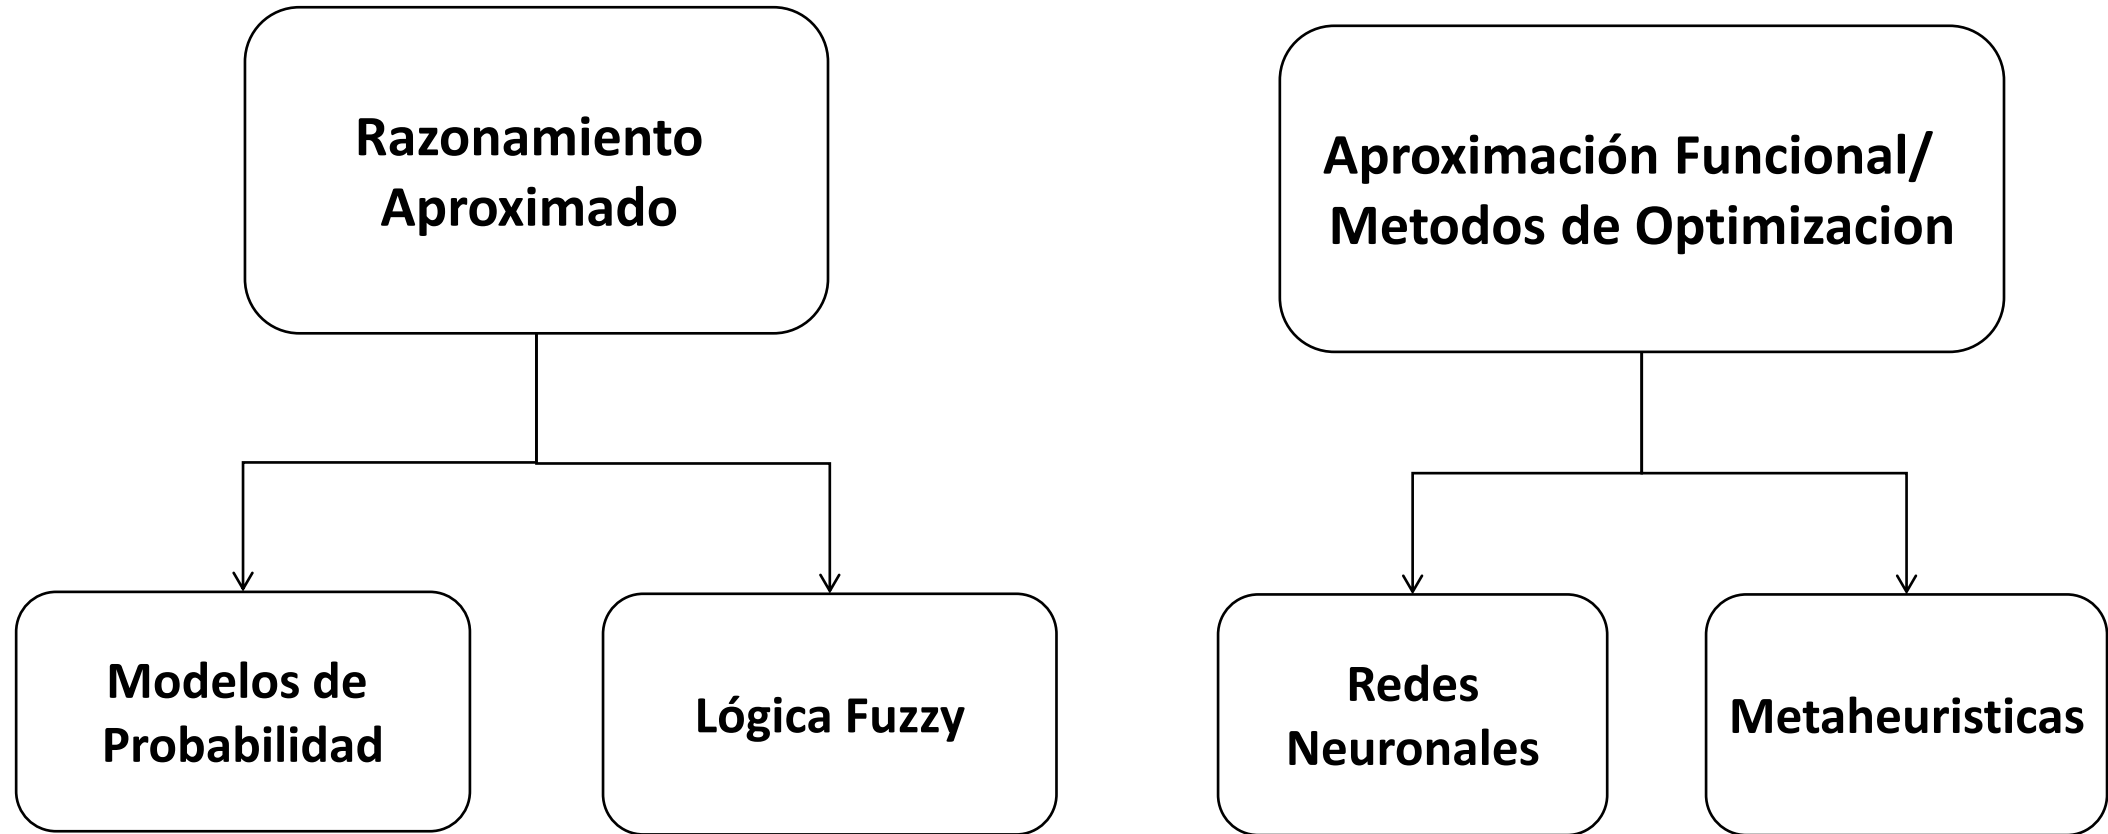 Razonamiento
Aproximado
Aproximación Funcional/
Metodos de Optimizacion
Modelos de
Probabilidad
Lógica Fuzzy
Redes
Neuronales
Metaheuristicas